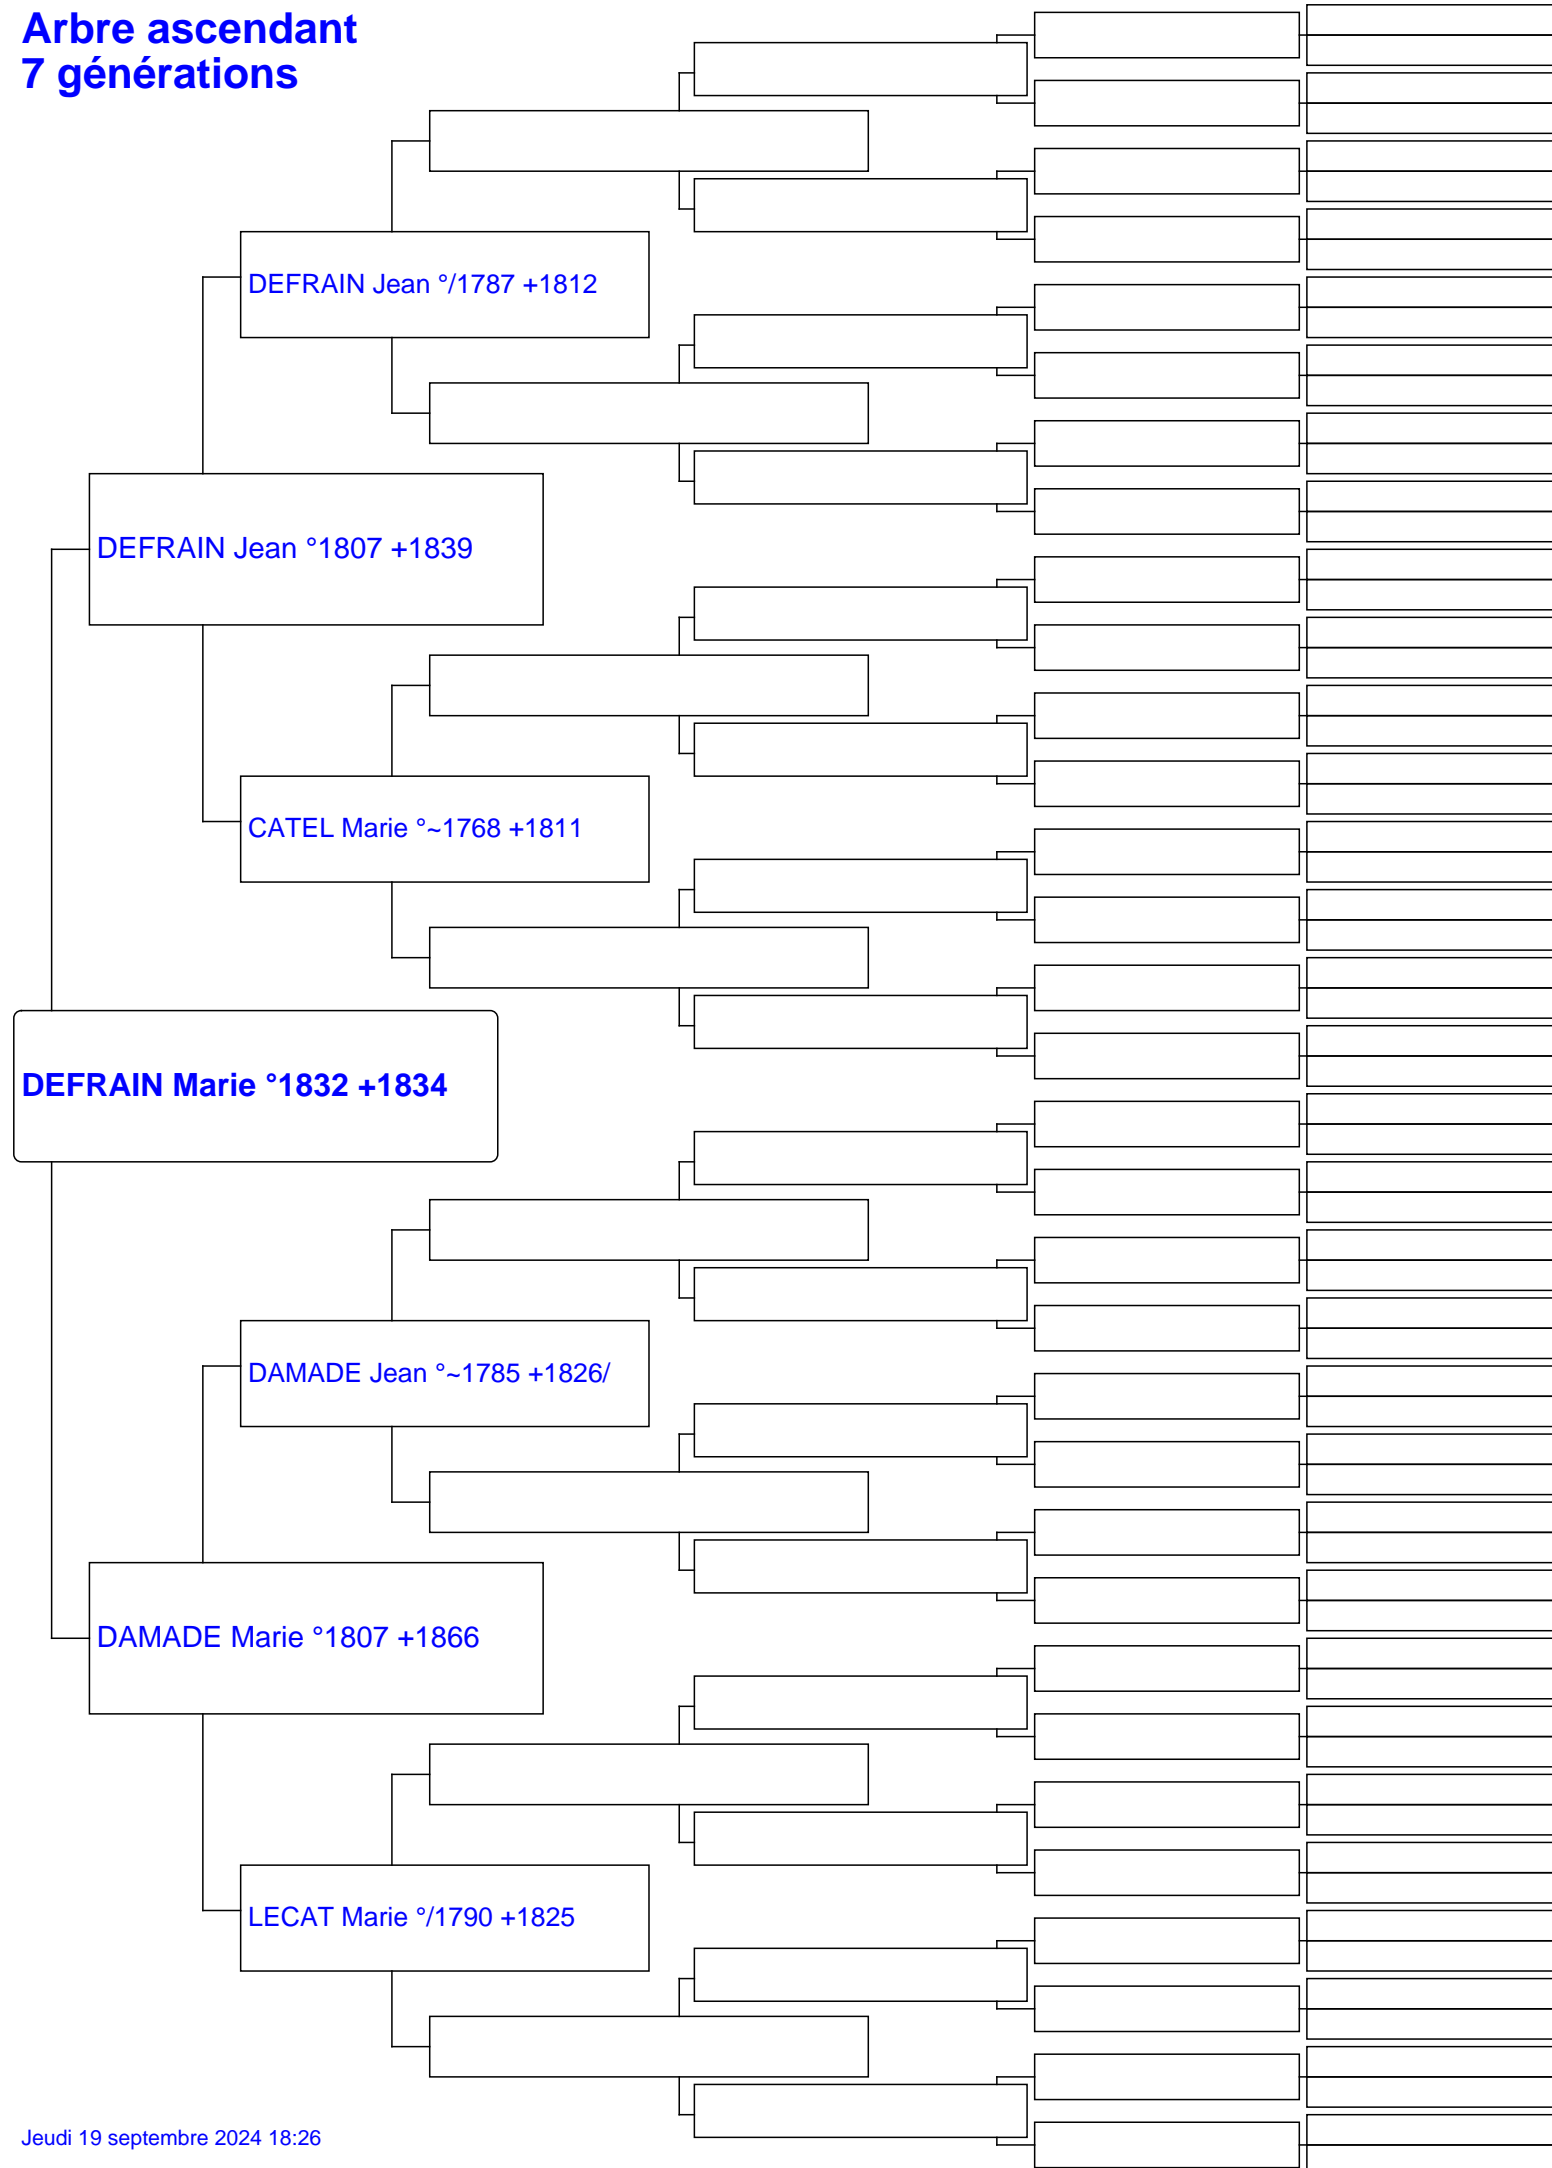 Arbre ascendant
7 générations
DEFRAIN Jean °/1787 +1812
DEFRAIN Jean °1807 +1839
CATEL Marie °~1768 +1811
DEFRAIN Marie °1832 +1834
DAMADE Jean °~1785 +1826/
DAMADE Marie °1807 +1866
LECAT Marie °/1790 +1825
Jeudi 19 septembre 2024 18:26